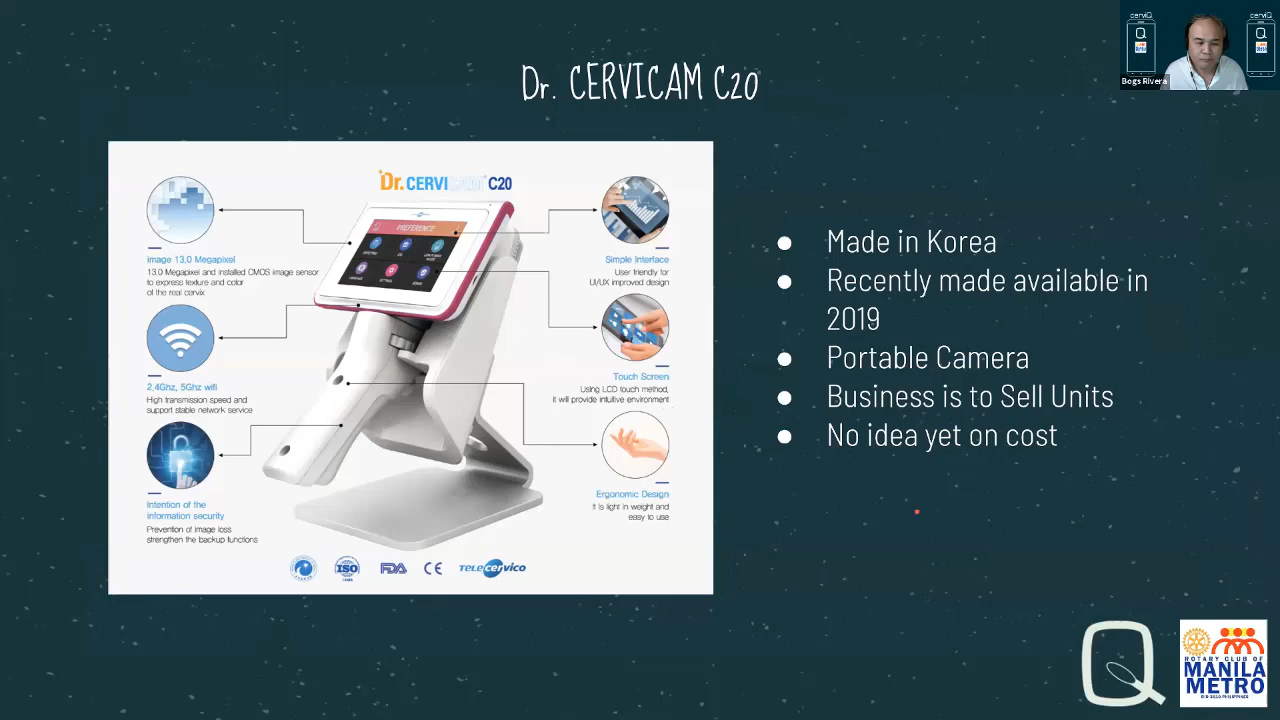 cerviQ
cerviQ
Bogs Rivera
Dr. CERVICAM C20
Dr. CERVICAM C20
PREFERENCE
image 13,0 Megapixel
13.0 Megapixel and installed CMOS image sensor
to express texture and color
of the real cervix
2.4Ghz, 5Ghz wifi
High transmission speed and
support stable network service
Intention of the
information security
Prevention of image loss
strengthen the backup functions
Simple Interface
User friendly for
UI/UX improved design
Touch Screen
Using LCD touch method,
it will provide intuitive environment
Ergonomic Design
It is light in weight and
easy to use
ISO
FDA
CE
TELEcervico
● Made in Korea
● Recently made available in
2019
● Portable Camera
● Business is to Sell Units
● No idea yet on cost
Q
ROTARY CLUB OF
MANILA
METRO